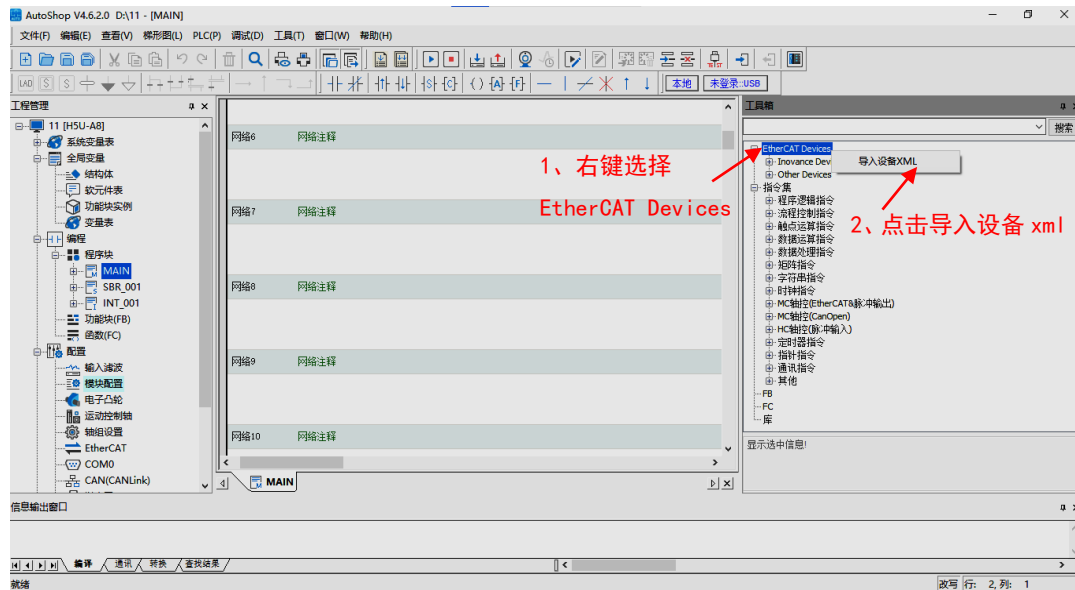 AutoShop V4.6.2.0 D:\11 - [MAIN]
文件(F) 编辑(E) 查看(V) 梯形图(L) PLC(P) 调试(D) 工具(T) 窗口(W) 帮助(H)
本地 未登录::USB
工程管理
11 [H5U-A8]
系统变量表
全局变量
结构体
软元件表
功能块实例
变量表
编程
程序块
MAIN
SBR_001
INT_001
功能块(FB)
函数(FC)
配置
输入滤波
模块配置
电子凸轮
运动控制轴
轴组设置
EtherCAT
COM0
CAN(CANLink)
网络6 网络注释
网络7 网络注释
网络8 网络注释
网络9 网络注释
网络10 网络注释
MAIN
1、右键选择
EtherCAT Devices
工具箱
搜索
EtherCAT Devices
Inovance Dev
Other Devices
导入设备XML
2、点击导入设备 xml
指令集
程序逻辑指令
流程控制指令
触点运算指令
数据运算指令
数据处理指令
矩阵指令
字符串指令
时钟指令
MC轴控(EtherCAT&脉冲输出)
MC轴控(CanOpen)
HC轴控(脉冲输入)
定时器指令
指针指令
通讯指令
其他
FB
FC
库
显示选中信息!
信息输出窗口
编译 通讯 转换 查找结果
就绪
改写 行: 2, 列: 1